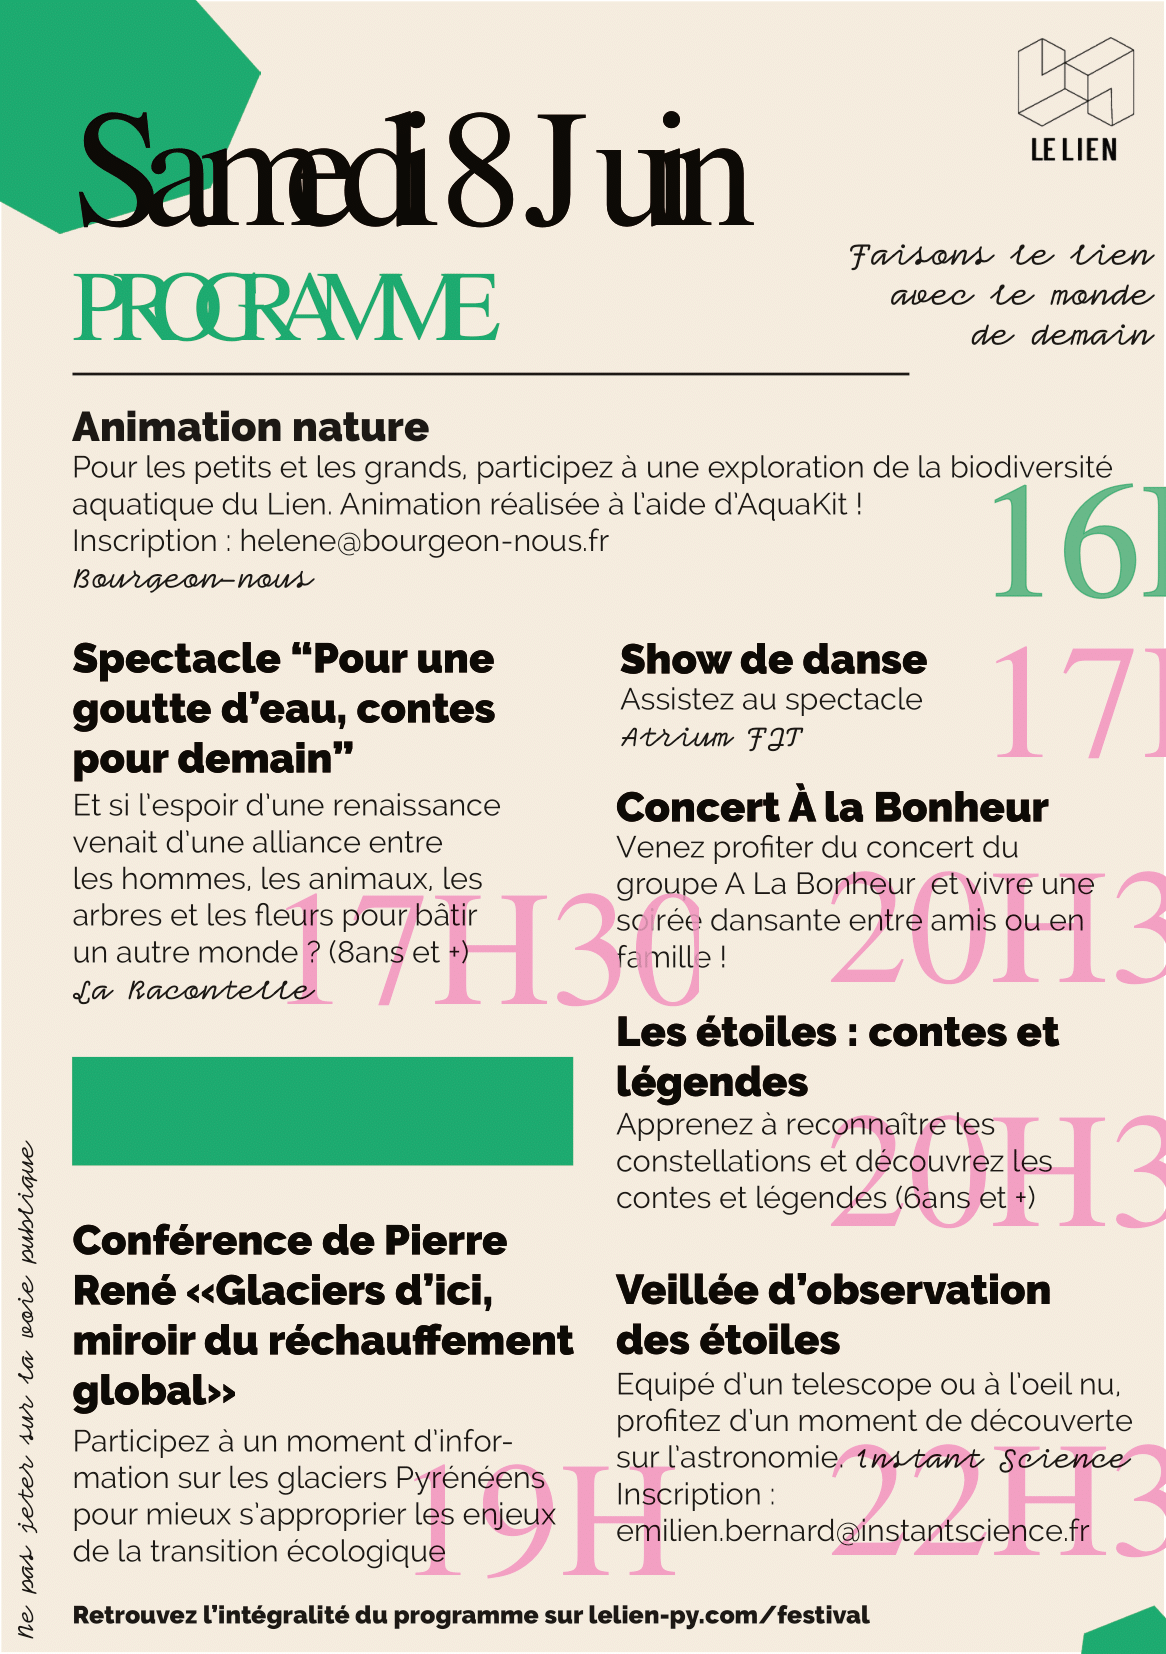 LE LIEN
Samedi 8 Juin
PROGRAMME
Faisons le lien
avec le monde
de demain
Animation nature
Pour les petits et les grands, participez à une exploration de la biodiversité
aquatique du Lien. Animation réalisée à l'aide d'AquaKit !
Inscription : helene@bourgeon-nous.fr
Bourgeon-nous
16H
Spectacle “Pour une
goutte d’eau, contes
pour demain”
Et si l'espoir d'une renaissance
venait d'une alliance entre
les hommes, les animaux, les
arbres et les fleurs pour bâtir
un autre monde ? (8ans et +)
La Racontelle
17H30
Conférence de Pierre
René «Glaciers d’ici,
miroir du réchauffement
global»
Participez à un moment d'infor-
mation sur les glaciers Pyrénéens
pour mieux s'approprier les enjeux
de la transition écologique
19H
Show de danse
Assistez au spectacle
Atrium FJT
17H
Concert À la Bonheur
Venez profiter du concert du
groupe A La Bonheur et vivre une
soirée dansante entre amis ou en
famille !
20H3
Les étoiles : contes et
légendes
Apprenez à reconnaître les
constellations et découvrez les
contes et légendes (6ans et +)
20H3
Veillée d’observation
des étoiles
Equipé d'un telescope ou à l'oeil nu,
profitez d'un moment de découverte
sur l'astronomie. Instant Science
Inscription :
emilien.bernard@instantscience.fr
22H3
Retrouvez l’intégralité du programme sur lelien-py.com/festival
Ne pas jeter sur la voie publique